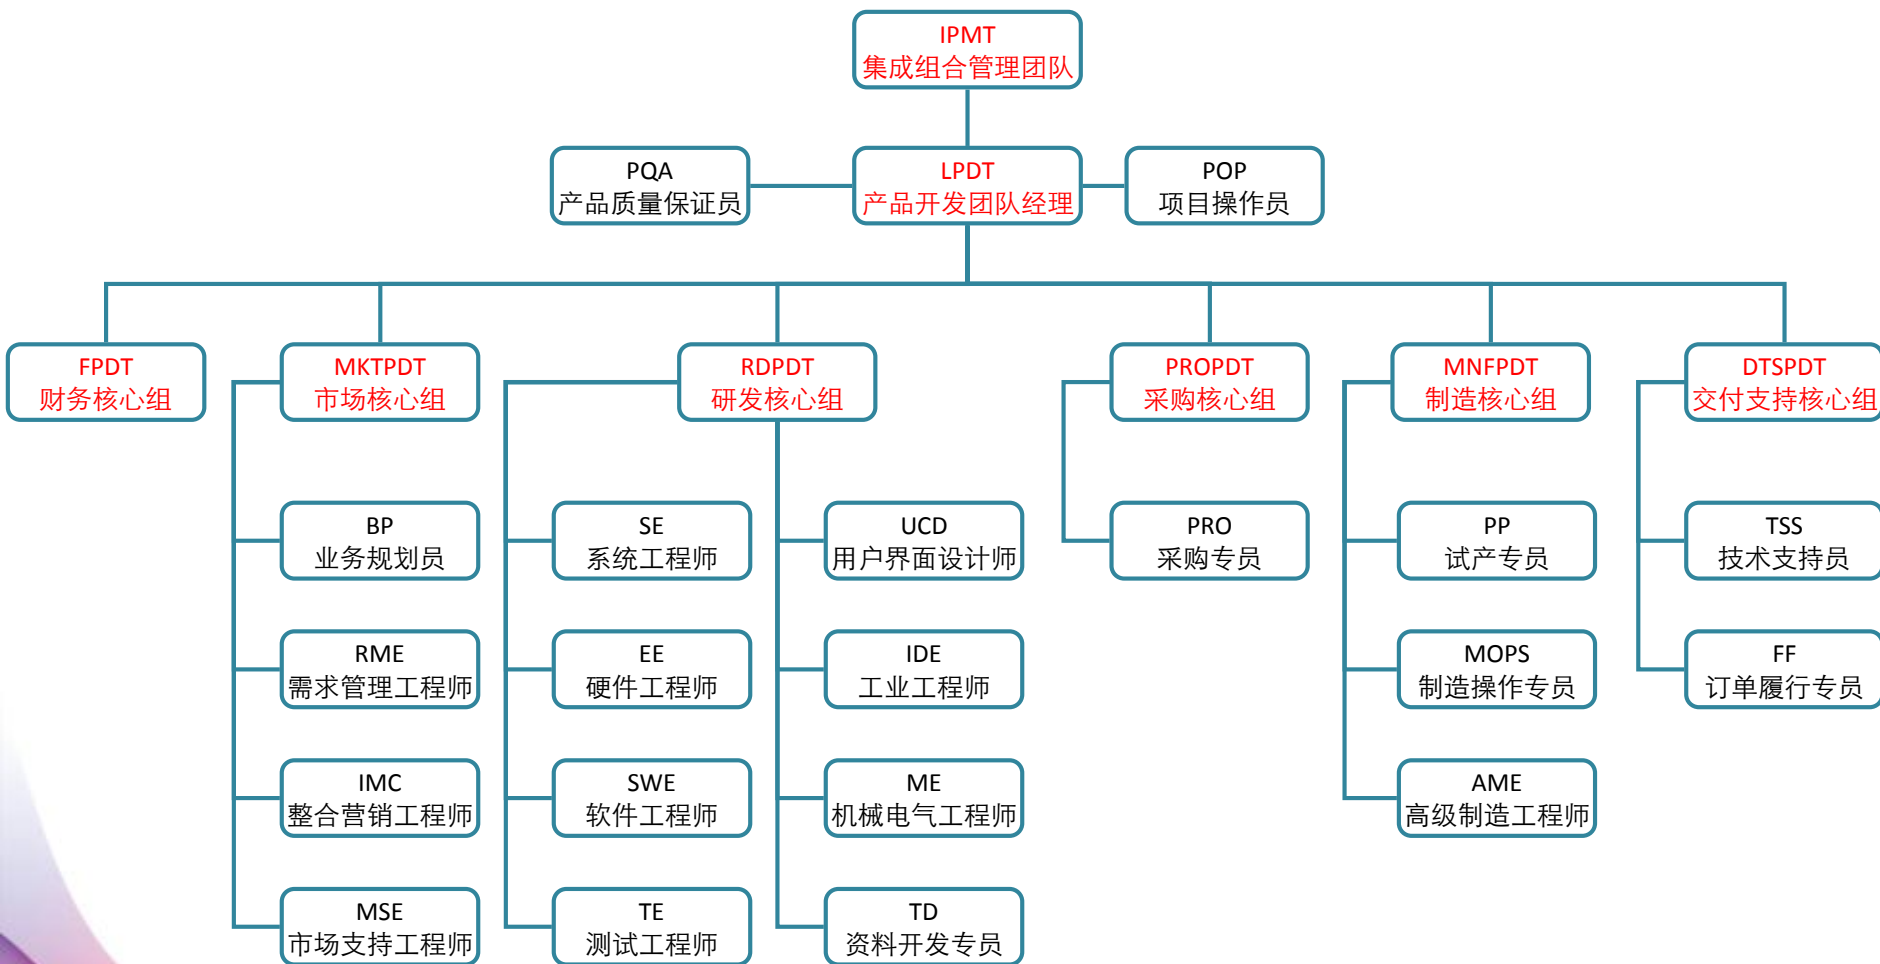 IPMT
集成组合管理团队
PQA
产品质量保证员
LPDT
产品开发团队经理
POP
项目操作员
FPDT
财务核心组
MKTPDT
市场核心组
RDPDT
研发核心组
PROPDT
采购核心组
MNFPDT
制造核心组
DTSPDT
交付支持核心组
BP
业务规划员
SE
系统工程师
UCD
用户界面设计师
PRO
采购专员
PP
试产专员
TSS
技术支持员
RME
需求管理工程师
EE
硬件工程师
IDE
工业工程师
MOPS
制造操作专员
FF
订单履行专员
IMC
整合营销工程师
SWE
软件工程师
ME
机械电气工程师
AME
高级制造工程师
MSE
市场支持工程师
TE
测试工程师
TD
资料开发专员